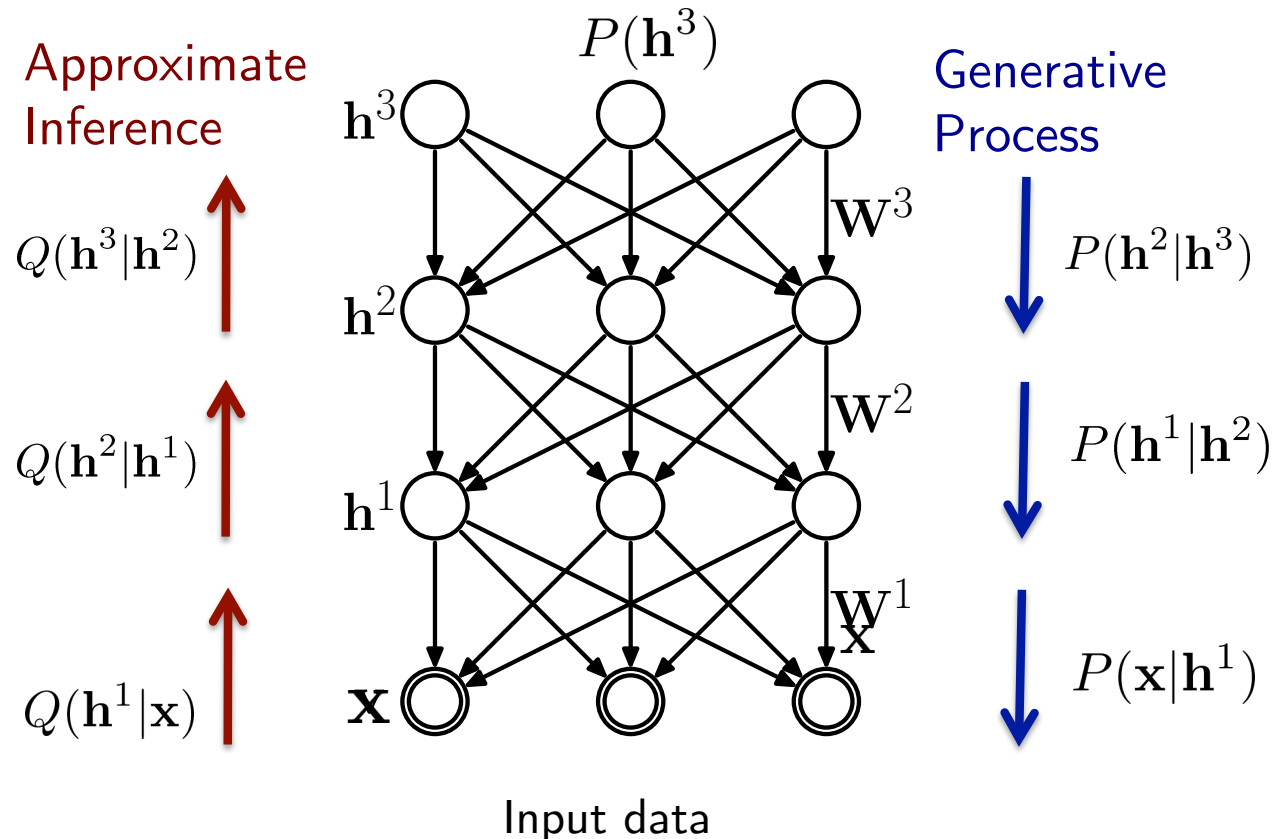 Approximate
Inference
P(h³)
Generative
Process
h³
W³
Q(h³|h²)
P(h²|h³)
h²
W²
Q(h²|h¹)
P(h¹|h²)
h¹
W¹
x
Q(h¹|x)
x
P(x|h¹)
Input data